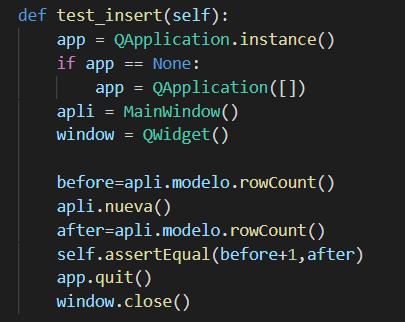 def test_insert(self):
    app = QApplication.instance()
    if app == None:
        app = QApplication([])
    apli = MainWindow()
    window = QWidget()

    before=apli.modelo.rowCount()
    apli.nueva()
    after=apli.modelo.rowCount()
    self.assertEqual(before+1,after)
    app.quit()
    window.close()